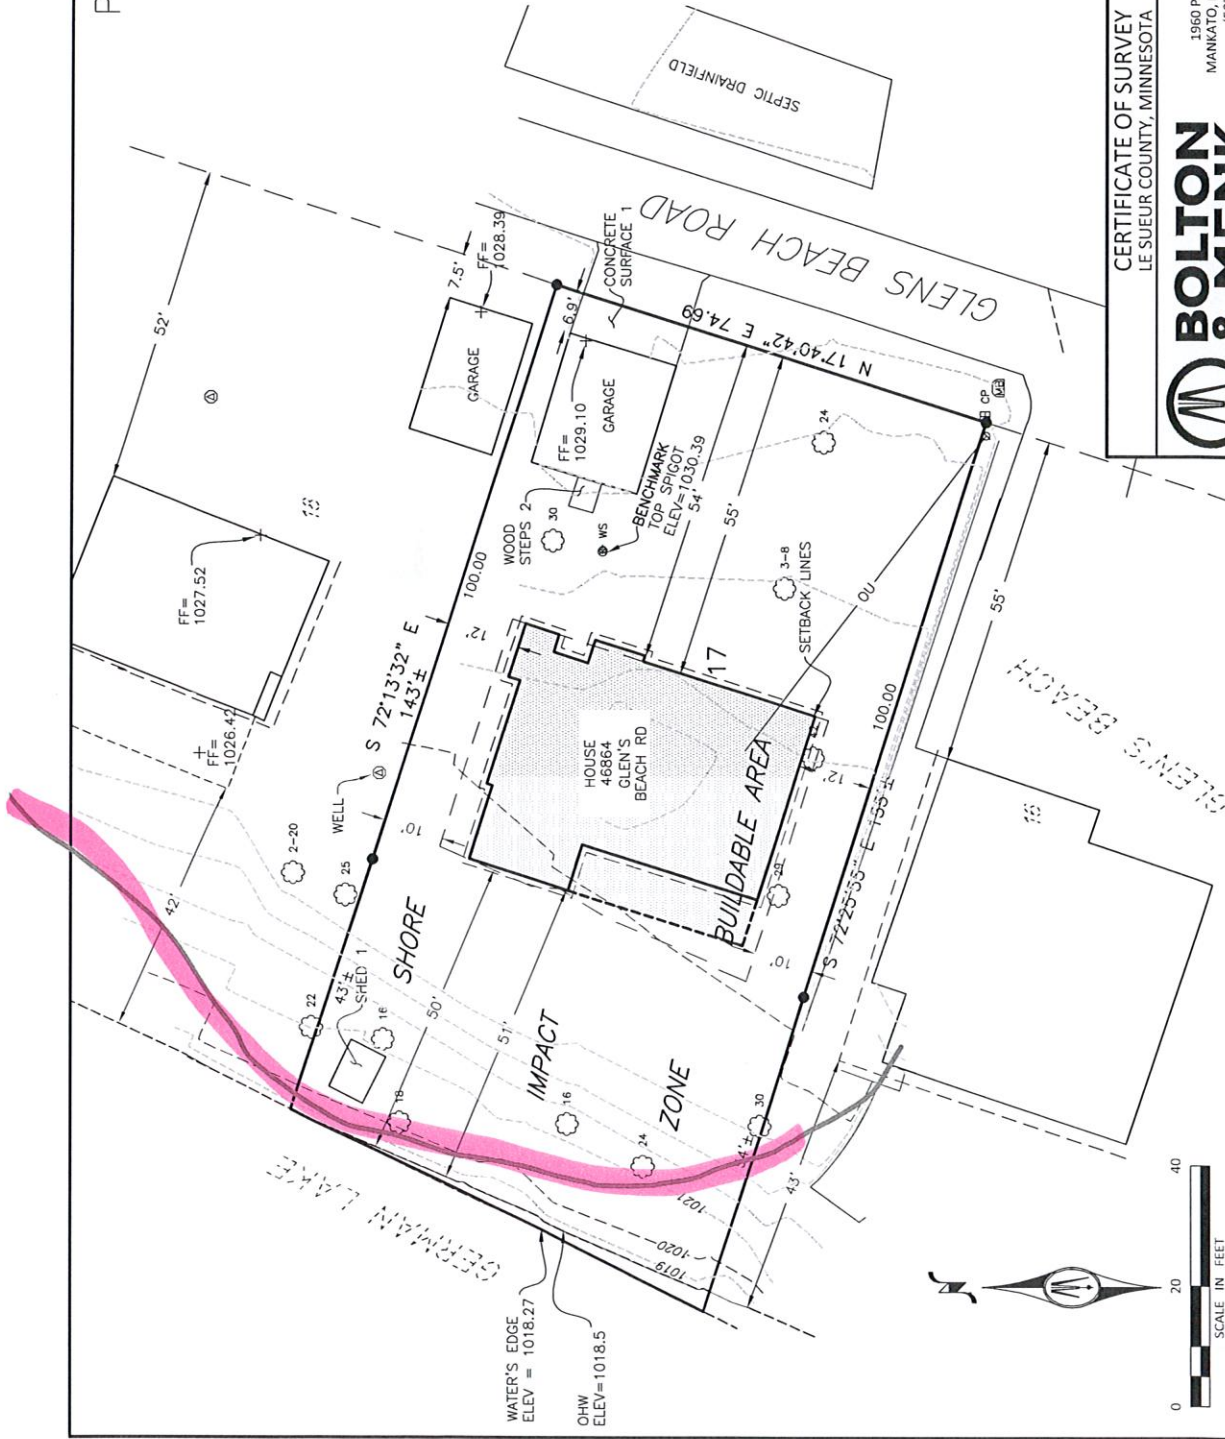 P
SEPTIC DRAINFIELD
GLENS BEACH ROAD
52'
7.5'
FF=
1028.39
GARAGE
6.9'
CONCRETE
SURFACE 1
FF=
1029.10
GARAGE
N 17°40'42" E 74.69
FF=
1027.52
18
FF=
1026.42
WOOD
STEPS 2
30
WS
BENCHMARK
TOP SPIGOT
ELEV=1030.39
54'
55'
24
CP
3-8
SETBACK LINES
OU
100.00
S 72°13'32" E
143'±
12'
WELL
10'
HOUSE
46864
GLEN'S
BEACH RD
17
BUILDABLE AREA
12'
100.00
55'
GLEN'S BEACH
16
2-20
25
42'
22
43'±
SHED 1
16
18
SHORE
IMPACT
ZONE
50'
51'
16
24
30
29
10'
S 72°25'55" E 155'±
43'
GERMAN LAKE
1021
1020
1019
WATER'S EDGE
ELEV = 1018.27
OHW
ELEV=1018.5
N
0 20 40
SCALE IN FEET
CERTIFICATE OF SURVEY
LE SUEUR COUNTY, MINNESOTA
BOLTON
& MENK
1960 P
MANKATO,